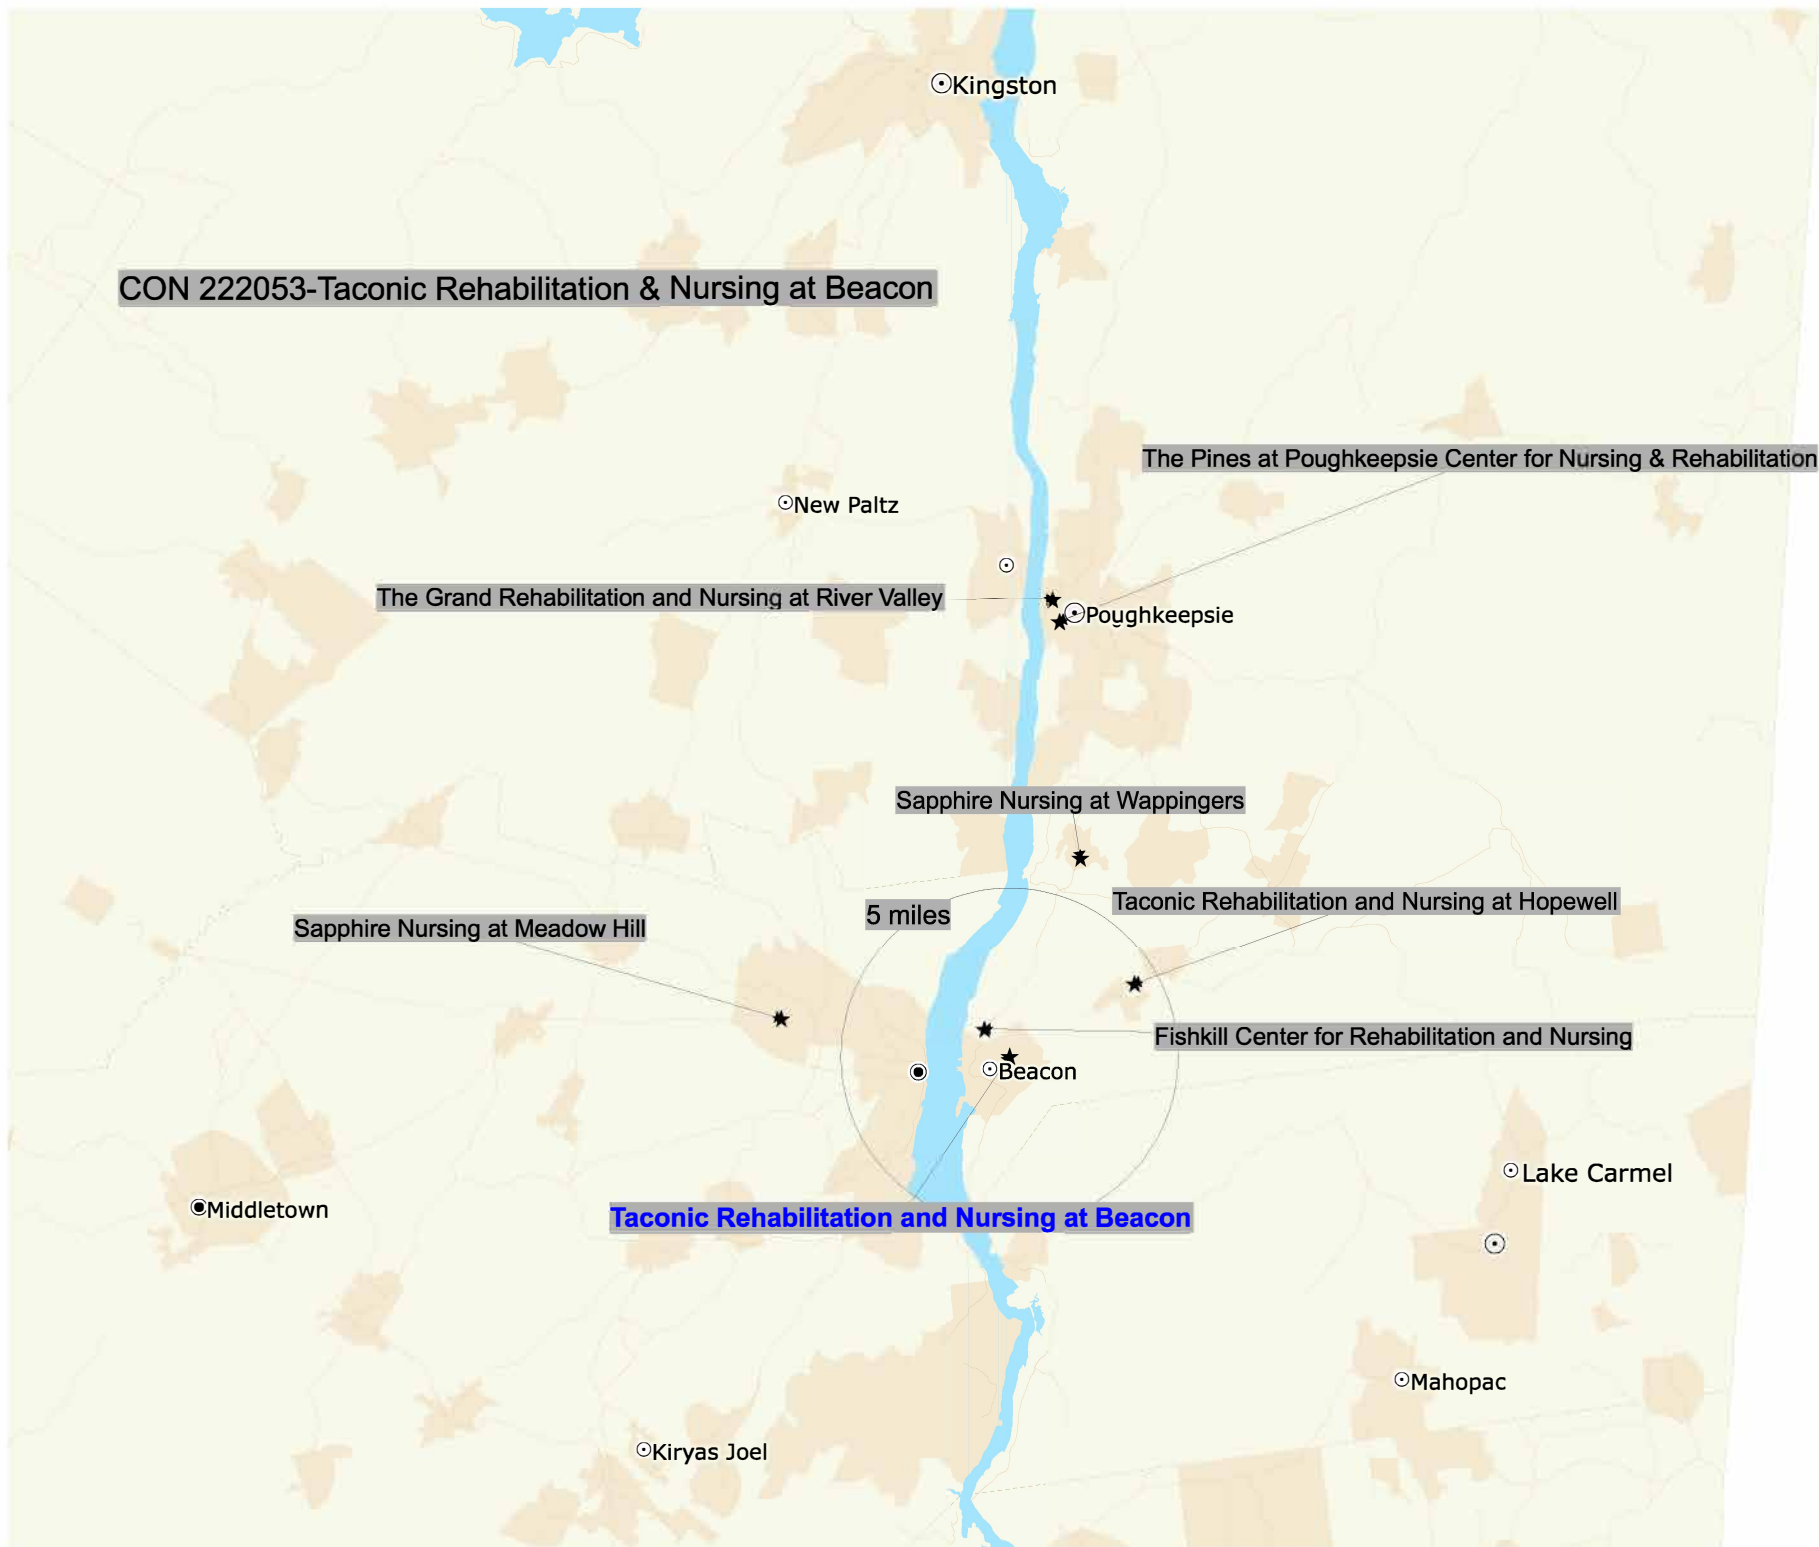 Kingston
CON 222053-Taconic Rehabilitation & Nursing at Beacon
The Pines at Poughkeepsie Center for Nursing & Rehabilitation
New Paltz
The Grand Rehabilitation and Nursing at River Valley
Poughkeepsie
Sapphire Nursing at Wappingers
Taconic Rehabilitation and Nursing at Hopewell
5 miles
Sapphire Nursing at Meadow Hill
Fishkill Center for Rehabilitation and Nursing
Beacon
Lake Carmel
Middletown
Taconic Rehabilitation and Nursing at Beacon
Mahopac
Kiryas Joel